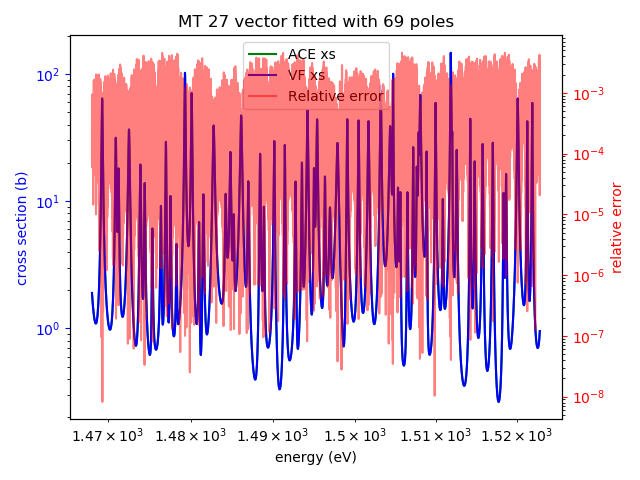 MT 27 vector fitted with 69 poles
ACE xs
VF xs
Relative error
cross section (b)
10² 
10¹
10⁰
relative error
10⁻³
10⁻⁴
10⁻⁵
10⁻⁶
10⁻⁷
10⁻⁸
1.47×10³ 1.48×10³ 1.49×10³ 1.5×10³ 1.51×10³ 1.52×10³
energy (eV)